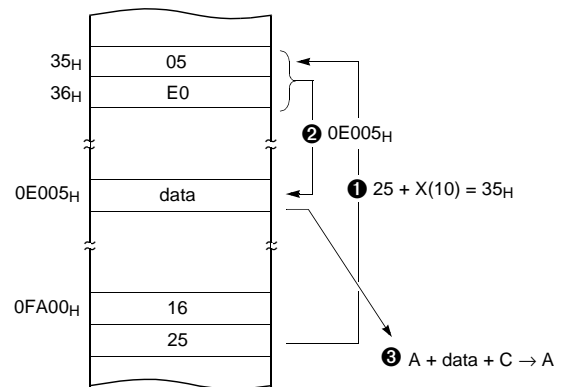 35H 05
36H E0
❷ 0E005H
0E005H data
❶ 25 + X(10) = 35H
0FA00H 16
25
❸ A + data + C → A